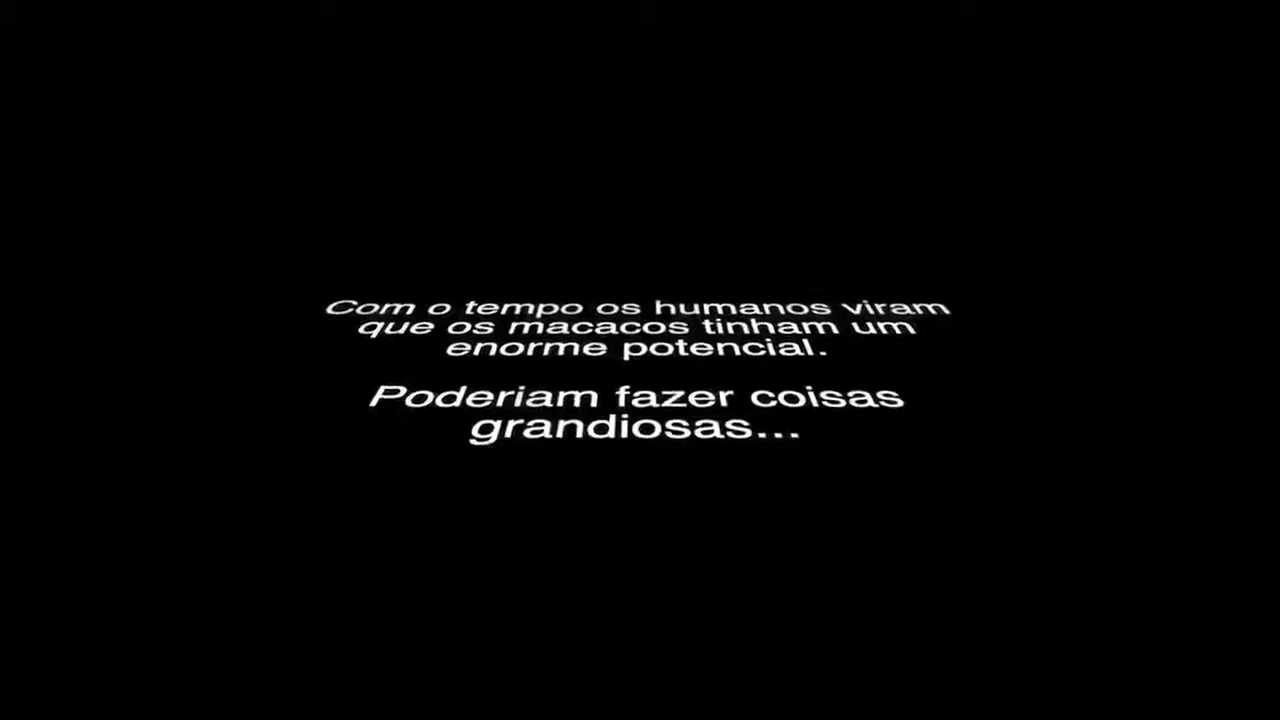 Com o tempo os humanos viram
que os macacos tinham um
enorme potencial.
Poderiam fazer coisas
grandiosas...